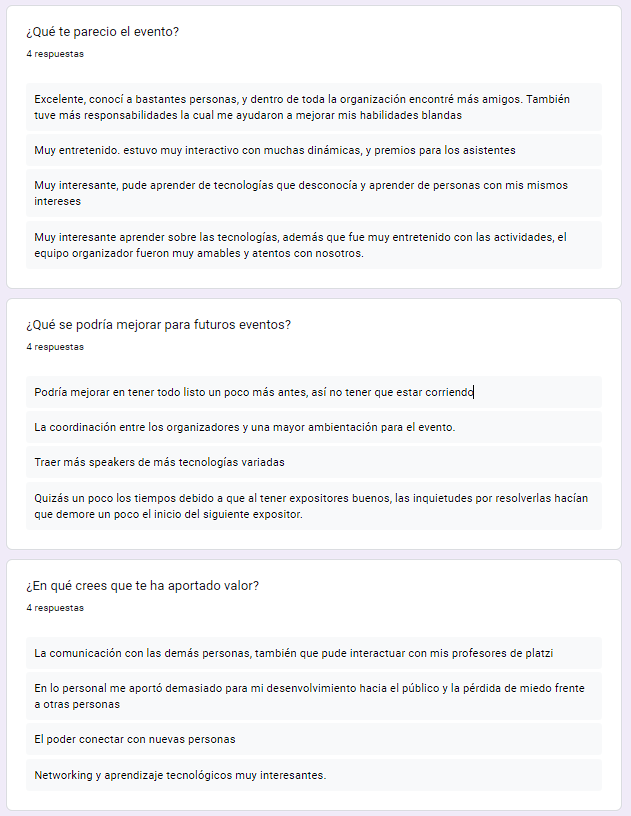 ¿Qué te parecio el evento?
4 respuestas
Excelente, conocí a bastantes personas, y dentro de toda la organización encontré más amigos. También
tuve más responsabilidades la cual me ayudaron a mejorar mis habilidades blandas
Muy entretenido. estuvo muy interactivo con muchas dinámicas, y premios para los asistentes
Muy interesante, pude aprender de tecnologías que desconocía y aprender de personas con mis mismos
intereses
Muy interesante aprender sobre las tecnologías, además que fue muy entretenido con las actividades, el
equipo organizador fueron muy amables y atentos con nosotros.
¿Qué se podría mejorar para futuros eventos?
4 respuestas
Podría mejorar en tener todo listo un poco más antes, así no tener que estar corriendo
La coordinación entre los organizadores y una mayor ambientación para el evento.
Traer más speakers de más tecnologías variadas
Quizás un poco los tiempos debido a que al tener expositores buenos, las inquietudes por resolverlas hacían
que demore un poco el inicio del siguiente expositor.
¿En qué crees que te ha aportado valor?
4 respuestas
La comunicación con las demás personas, también que pude interactuar con mis profesores de platzi
En lo personal me aportó demasiado para mi desenvolvimiento hacia el público y la pérdida de miedo frente
a otras personas
El poder conectar con nuevas personas
Networking y aprendizaje tecnológicos muy interesantes.